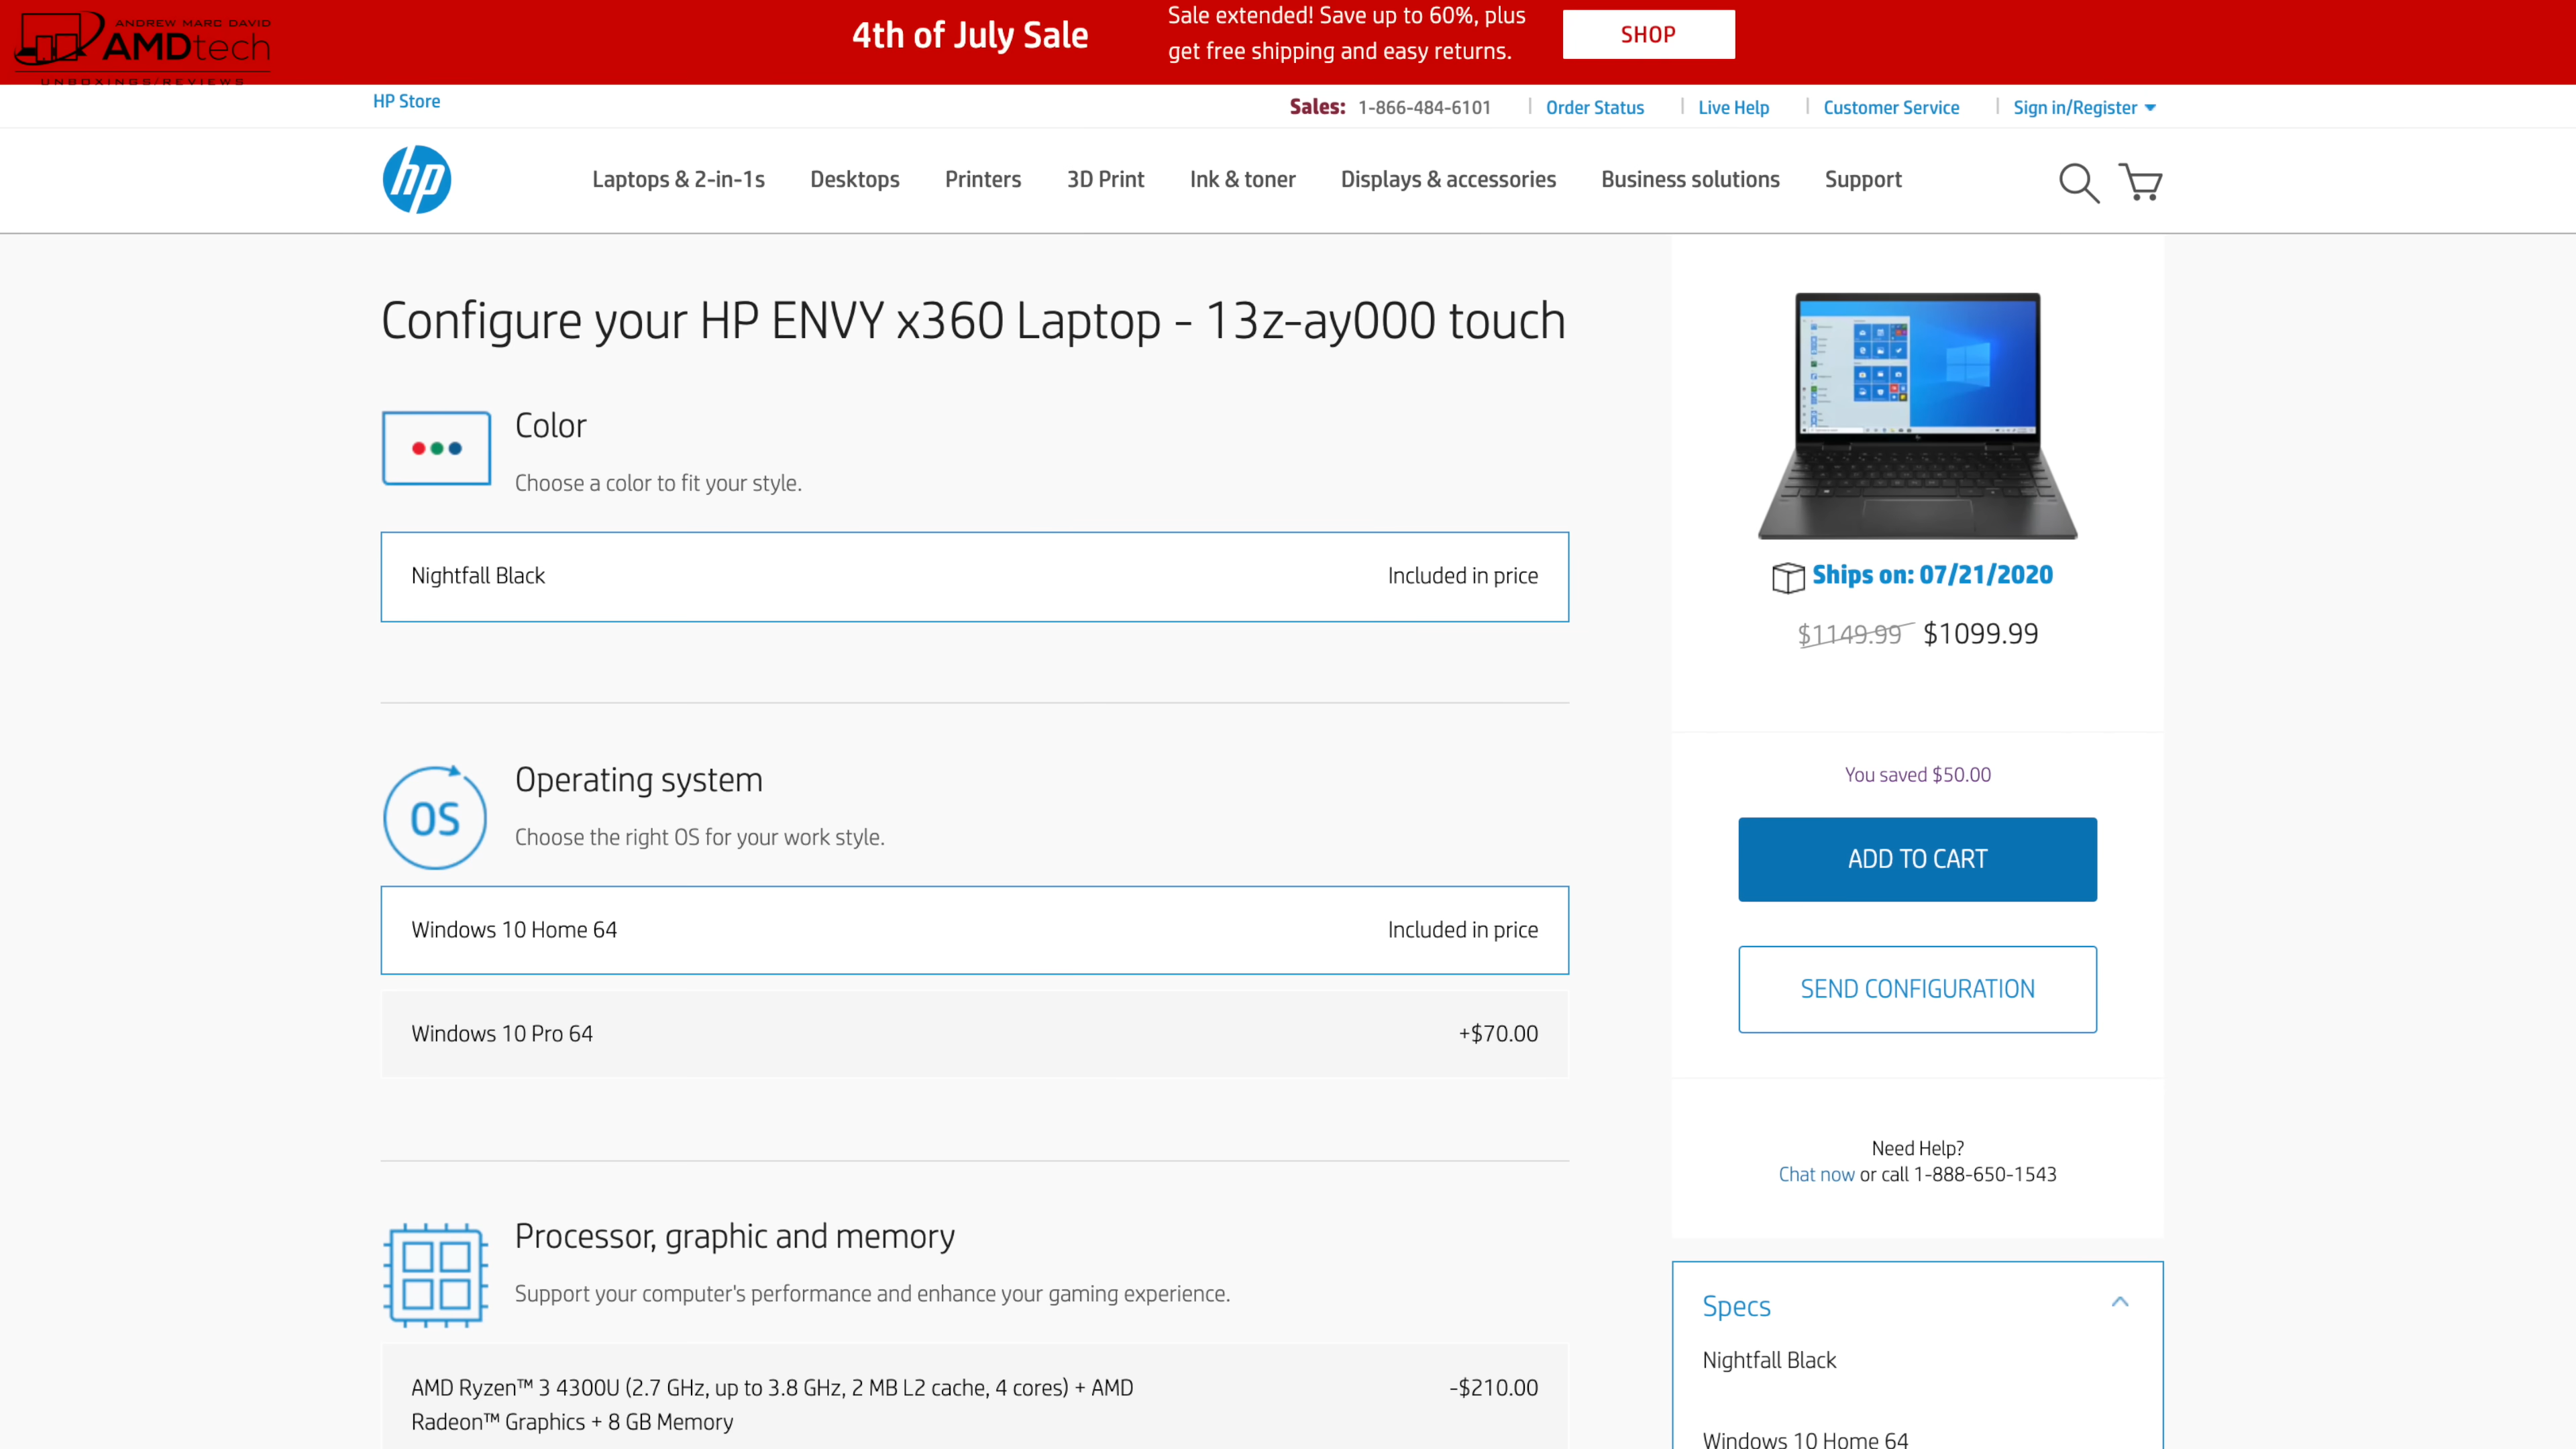 ANDREW MARC DAVID
AMDtech
UNBOXINGS/REVIEWS
4th of July Sale
Sale extended! Save up to 60%, plus
get free shipping and easy returns.
SHOP
HP Store
Sales: 1-866-484-6101
Order Status
Live Help
Customer Service
Sign in/Register
hp
Laptops & 2-in-1s
Desktops
Printers
3D Print
Ink & toner
Displays & accessories
Business solutions
Support
Configure your HP ENVY x360 Laptop - 13z-ay000 touch
Color
Choose a color to fit your style.
Nightfall Black
Included in price
OS
Operating system
Choose the right OS for your work style.
Windows 10 Home 64
Included in price
Windows 10 Pro 64
+$70.00
Processor, graphic and memory
Support your computer's performance and enhance your gaming experience.
AMD Ryzen™ 3 4300U (2.7 GHz, up to 3.8 GHz, 2 MB L2 cache, 4 cores) + AMD
Radeon™ Graphics + 8 GB Memory
-$210.00
Ships on: 07/21/2020
$1149.99 $1099.99
You saved $50.00
ADD TO CART
SEND CONFIGURATION
Need Help?
Chat now or call 1-888-650-1543
Specs
Nightfall Black
Windows 10 Home 64